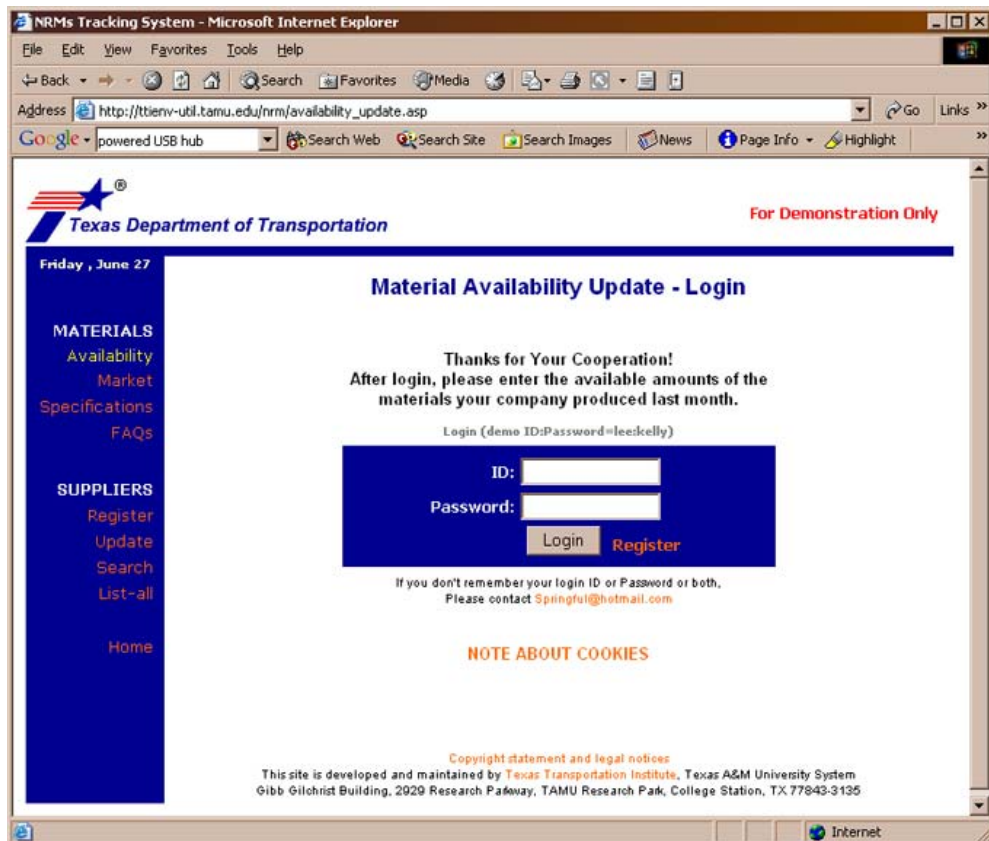 NRMs Tracking System - Microsoft Internet Explorer
File Edit View Favorites Tools Help
Back Search Favorites Media
Address http://ttienv-util.tamu.edu/nrm/availability_update.asp Go Links »
Google powered USB hub Search Web Search Site Search Images News Page Info Highlight »
®
Texas Department of Transportation
For Demonstration Only
Friday , June 27
MATERIALS
Availability
Market
Specifications
FAQs
SUPPLIERS
Register
Update
Search
List-all
Home
Material Availability Update - Login
Thanks for Your Cooperation!
After login, please enter the available amounts of the
materials your company produced last month.
Login (demo ID:Password=lee:kelly)
ID:
Password:
Login Register
If you don't remember your login ID or Password or both,
Please contact Springful@hotmail.com
NOTE ABOUT COOKIES
Copyright statement and legal notices
This site is developed and maintained by Texas Transportation Institute, Texas A&M University System
Gibb Gilchrist Building, 2929 Research Parkway, TAMU Research Park, College Station, TX 77843-3135
Internet